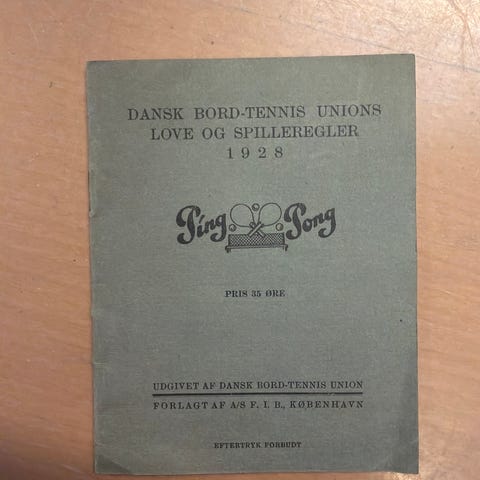 DANSK BORD-TENNIS UNIONS
LOVE OG SPILLEREGLER
1928
Ping Pong
PRIS 35 ØRE
UDGIVET AF DANSK BORD-TENNIS UNION
FORLAGT AF A/S F. I. B., KØBENHAVN
EFTERTRYK FORBUDT